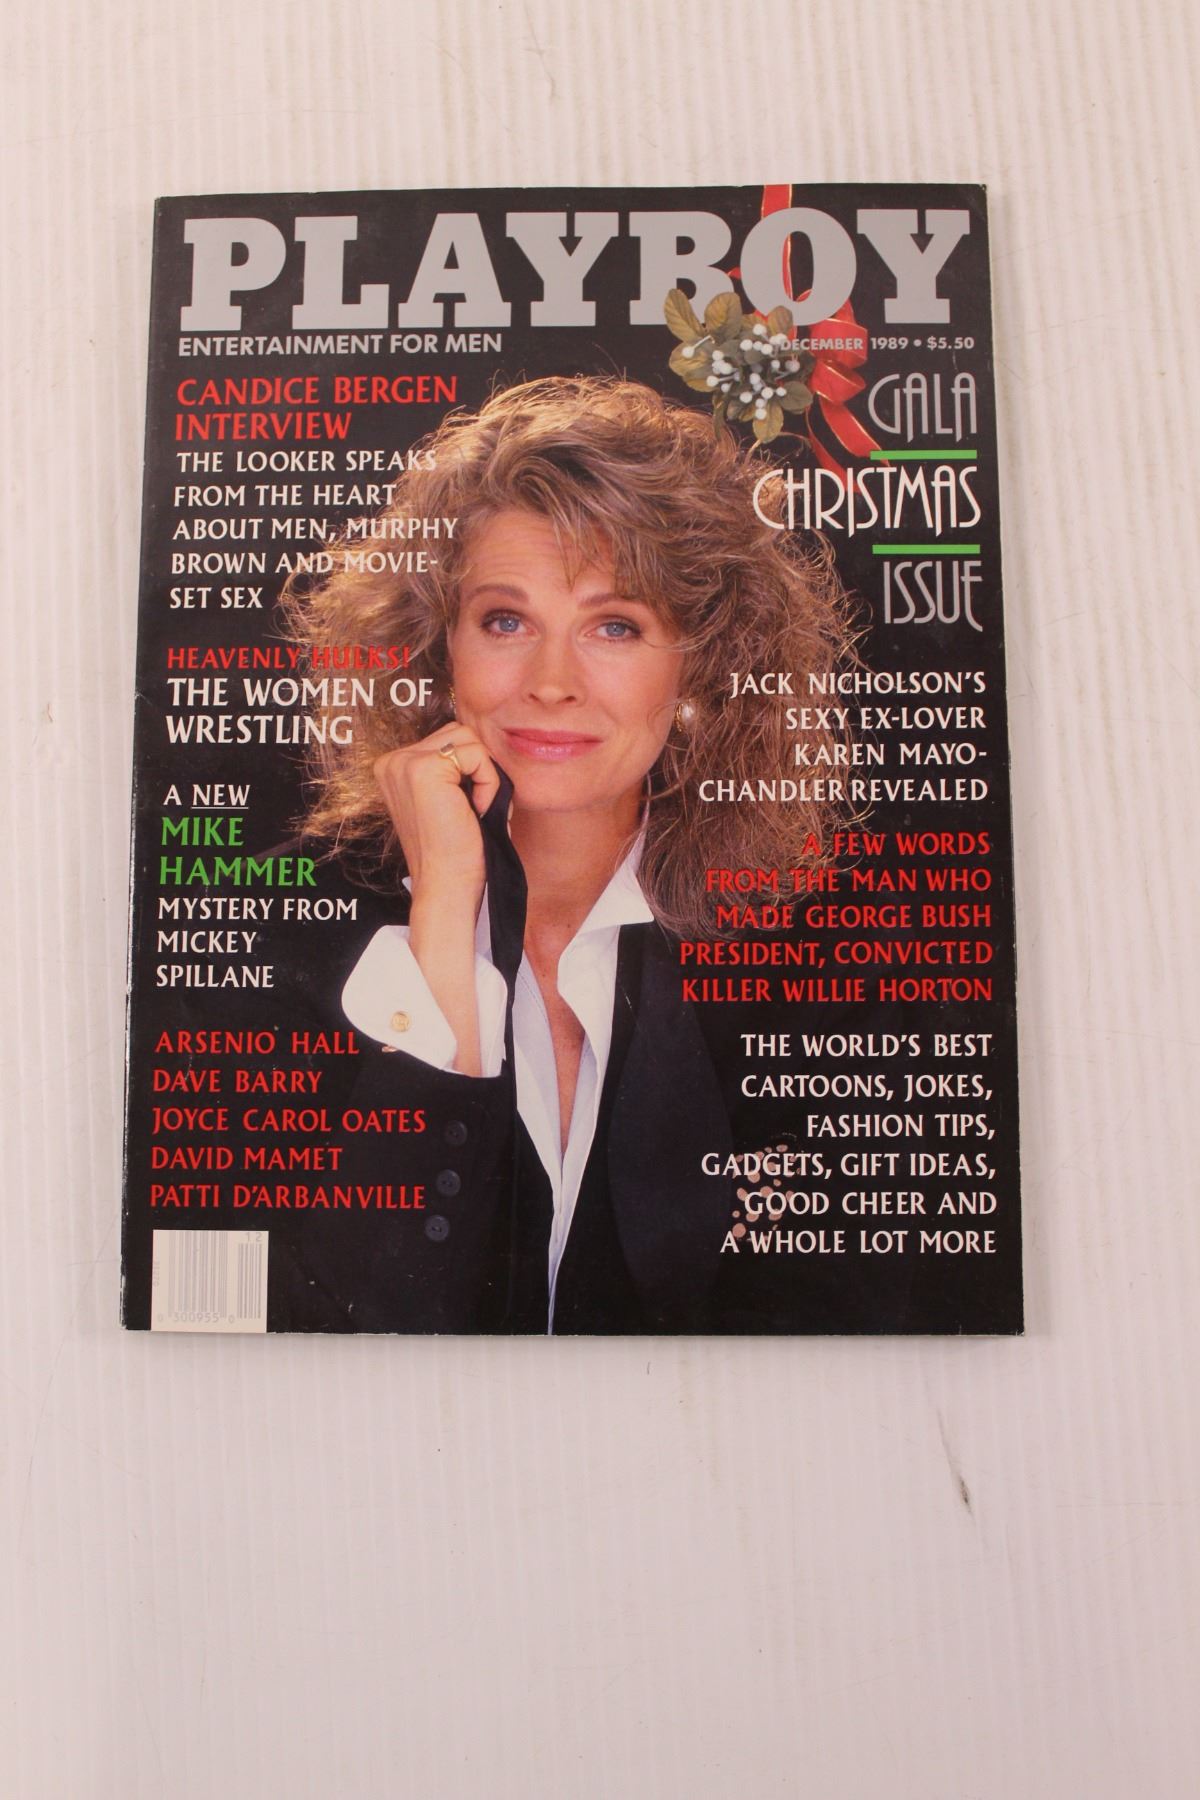 PLAYBOY
ENTERTAINMENT FOR MEN
DECEMBER 1989 • $5.50
CANDICE BERGEN
INTERVIEW
THE LOOKER SPEAKS
FROM THE HEART
ABOUT MEN, MURPHY
BROWN AND MOVIE-
SET SEX
HEAVENLY HULKS!
THE WOMEN OF
WRESTLING
A NEW
MIKE
HAMMER
MYSTERY FROM
MICKEY
SPILLANE
ARSENIO HALL
DAVE BARRY
JOYCE CAROL OATES
DAVID MAMET
PATTI D'ARBANVILLE
GALA
CHRISTMAS
ISSUE
JACK NICHOLSON'S
SEXY EX-LOVER
KAREN MAYO-
CHANDLER REVEALED
A FEW WORDS
FROM THE MAN WHO
MADE GEORGE BUSH
PRESIDENT, CONVICTED
KILLER WILLIE HORTON
THE WORLD'S BEST
CARTOONS, JOKES,
FASHION TIPS,
GADGETS, GIFT IDEAS,
GOOD CHEER AND
A WHOLE LOT MORE
12
0 300955 0